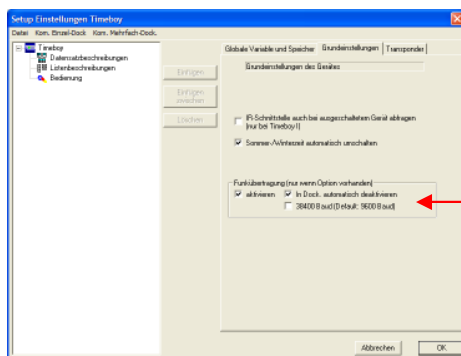 Setup Einstellungen Timeboy
Datei Kom. Einzel-Dock Kom. Mehrfach-Dock.
Timeboy
Datensatzbeschreibungen
Listenbeschreibungen
Bedienung
Einfügen
Einfügen
zwischen
Löschen
Globale Variable und Speicher Grundeinstellungen Transponder
Grundeinstellungen des Gerätes
IR-Schnittstelle auch bei ausgeschaltetem Gerät abfragen
(nur bei Timeboy I)
Sommer-/Winterzeit automatisch umschalten
Funkübertragung (nur wenn Option vorhanden)
aktivieren In Dock. automatisch deaktivieren
38400 Baud (Default: 9600 Baud)
Abbrechen OK